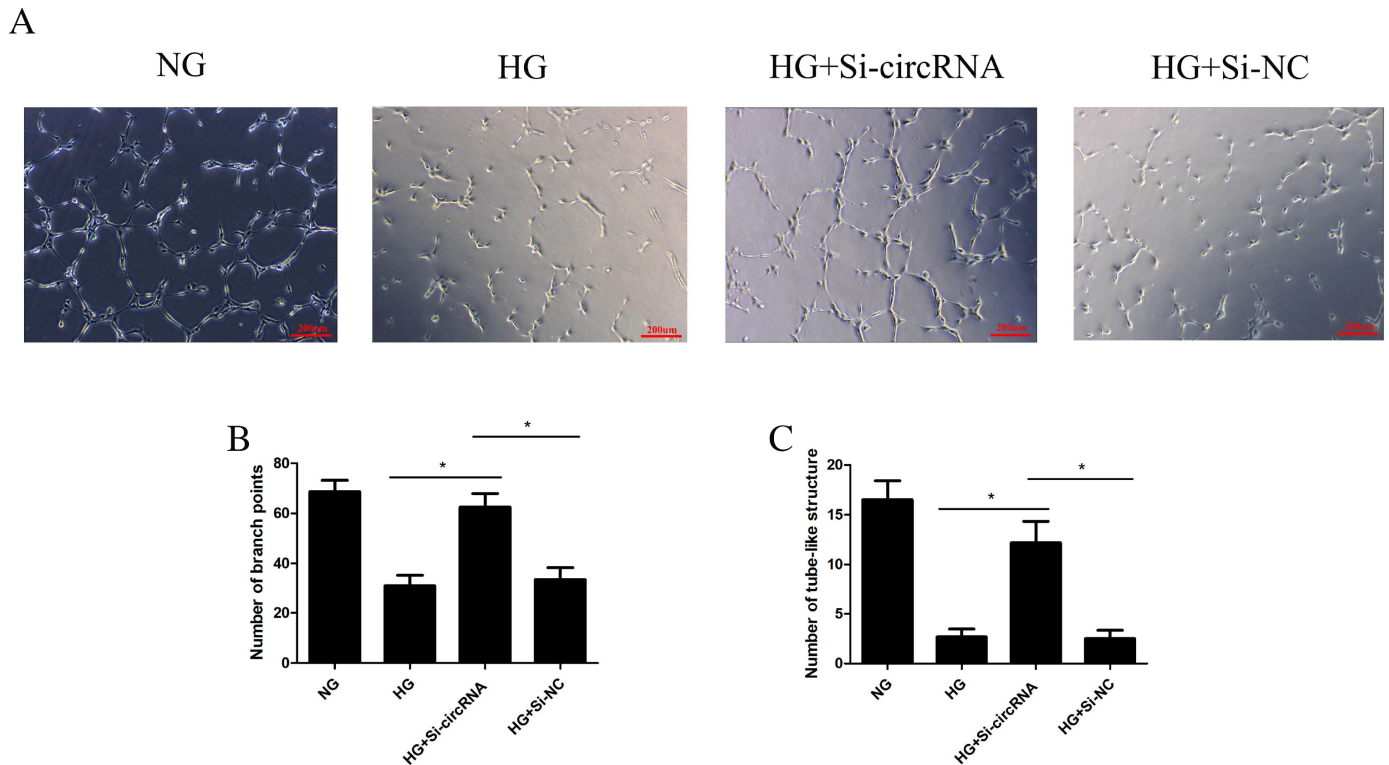 A
NG
HG
HG+Si-circRNA
HG+Si-NC
200um
200um
200um
200um
B
Number of branch points
80
60
40
20
0
*
*
NG
HG
HG+Si-circRNA
HG+Si-NC
C
Number of tube-like structure
20
15
10
5
0
*
*
NG
HG
HG+Si-circRNA
HG+Si-NC